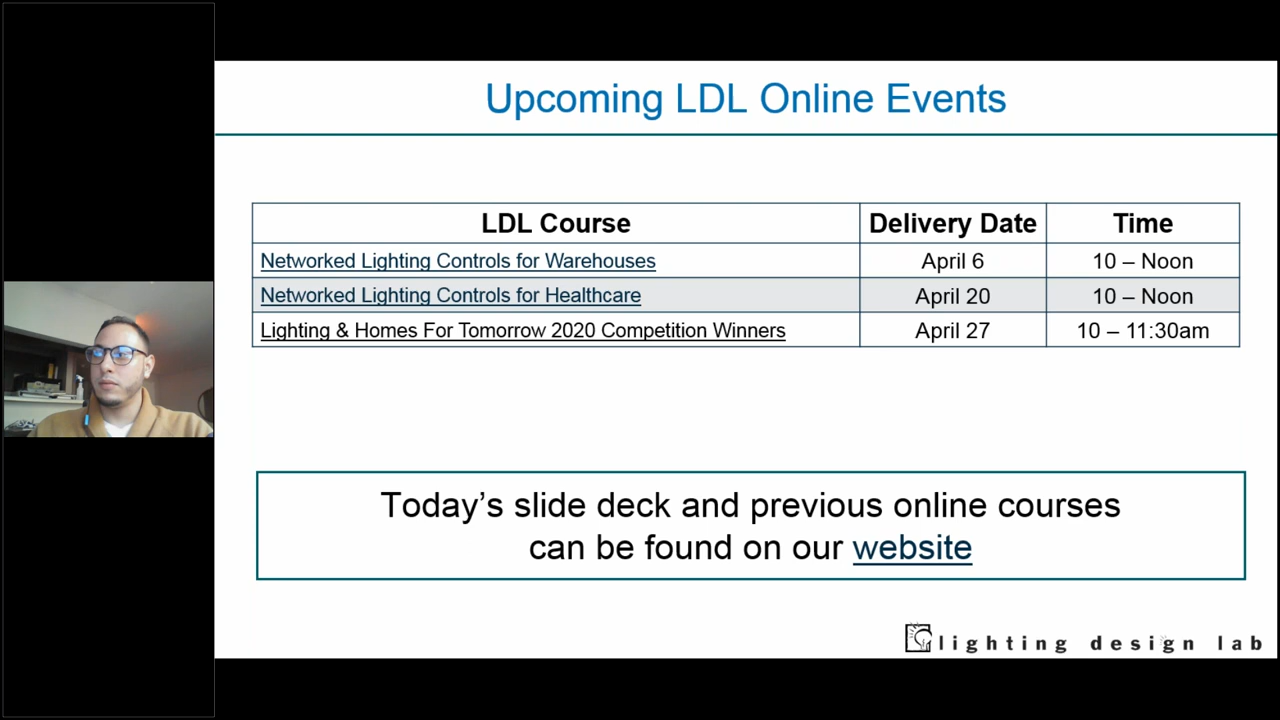 Upcoming LDL Online Events
LDL Course Delivery Date Time
Networked Lighting Controls for Warehouses April 6 10 – Noon
Networked Lighting Controls for Healthcare April 20 10 – Noon
Lighting & Homes For Tomorrow 2020 Competition Winners April 27 10 – 11:30am
Today’s slide deck and previous online courses
can be found on our website
lighting design lab